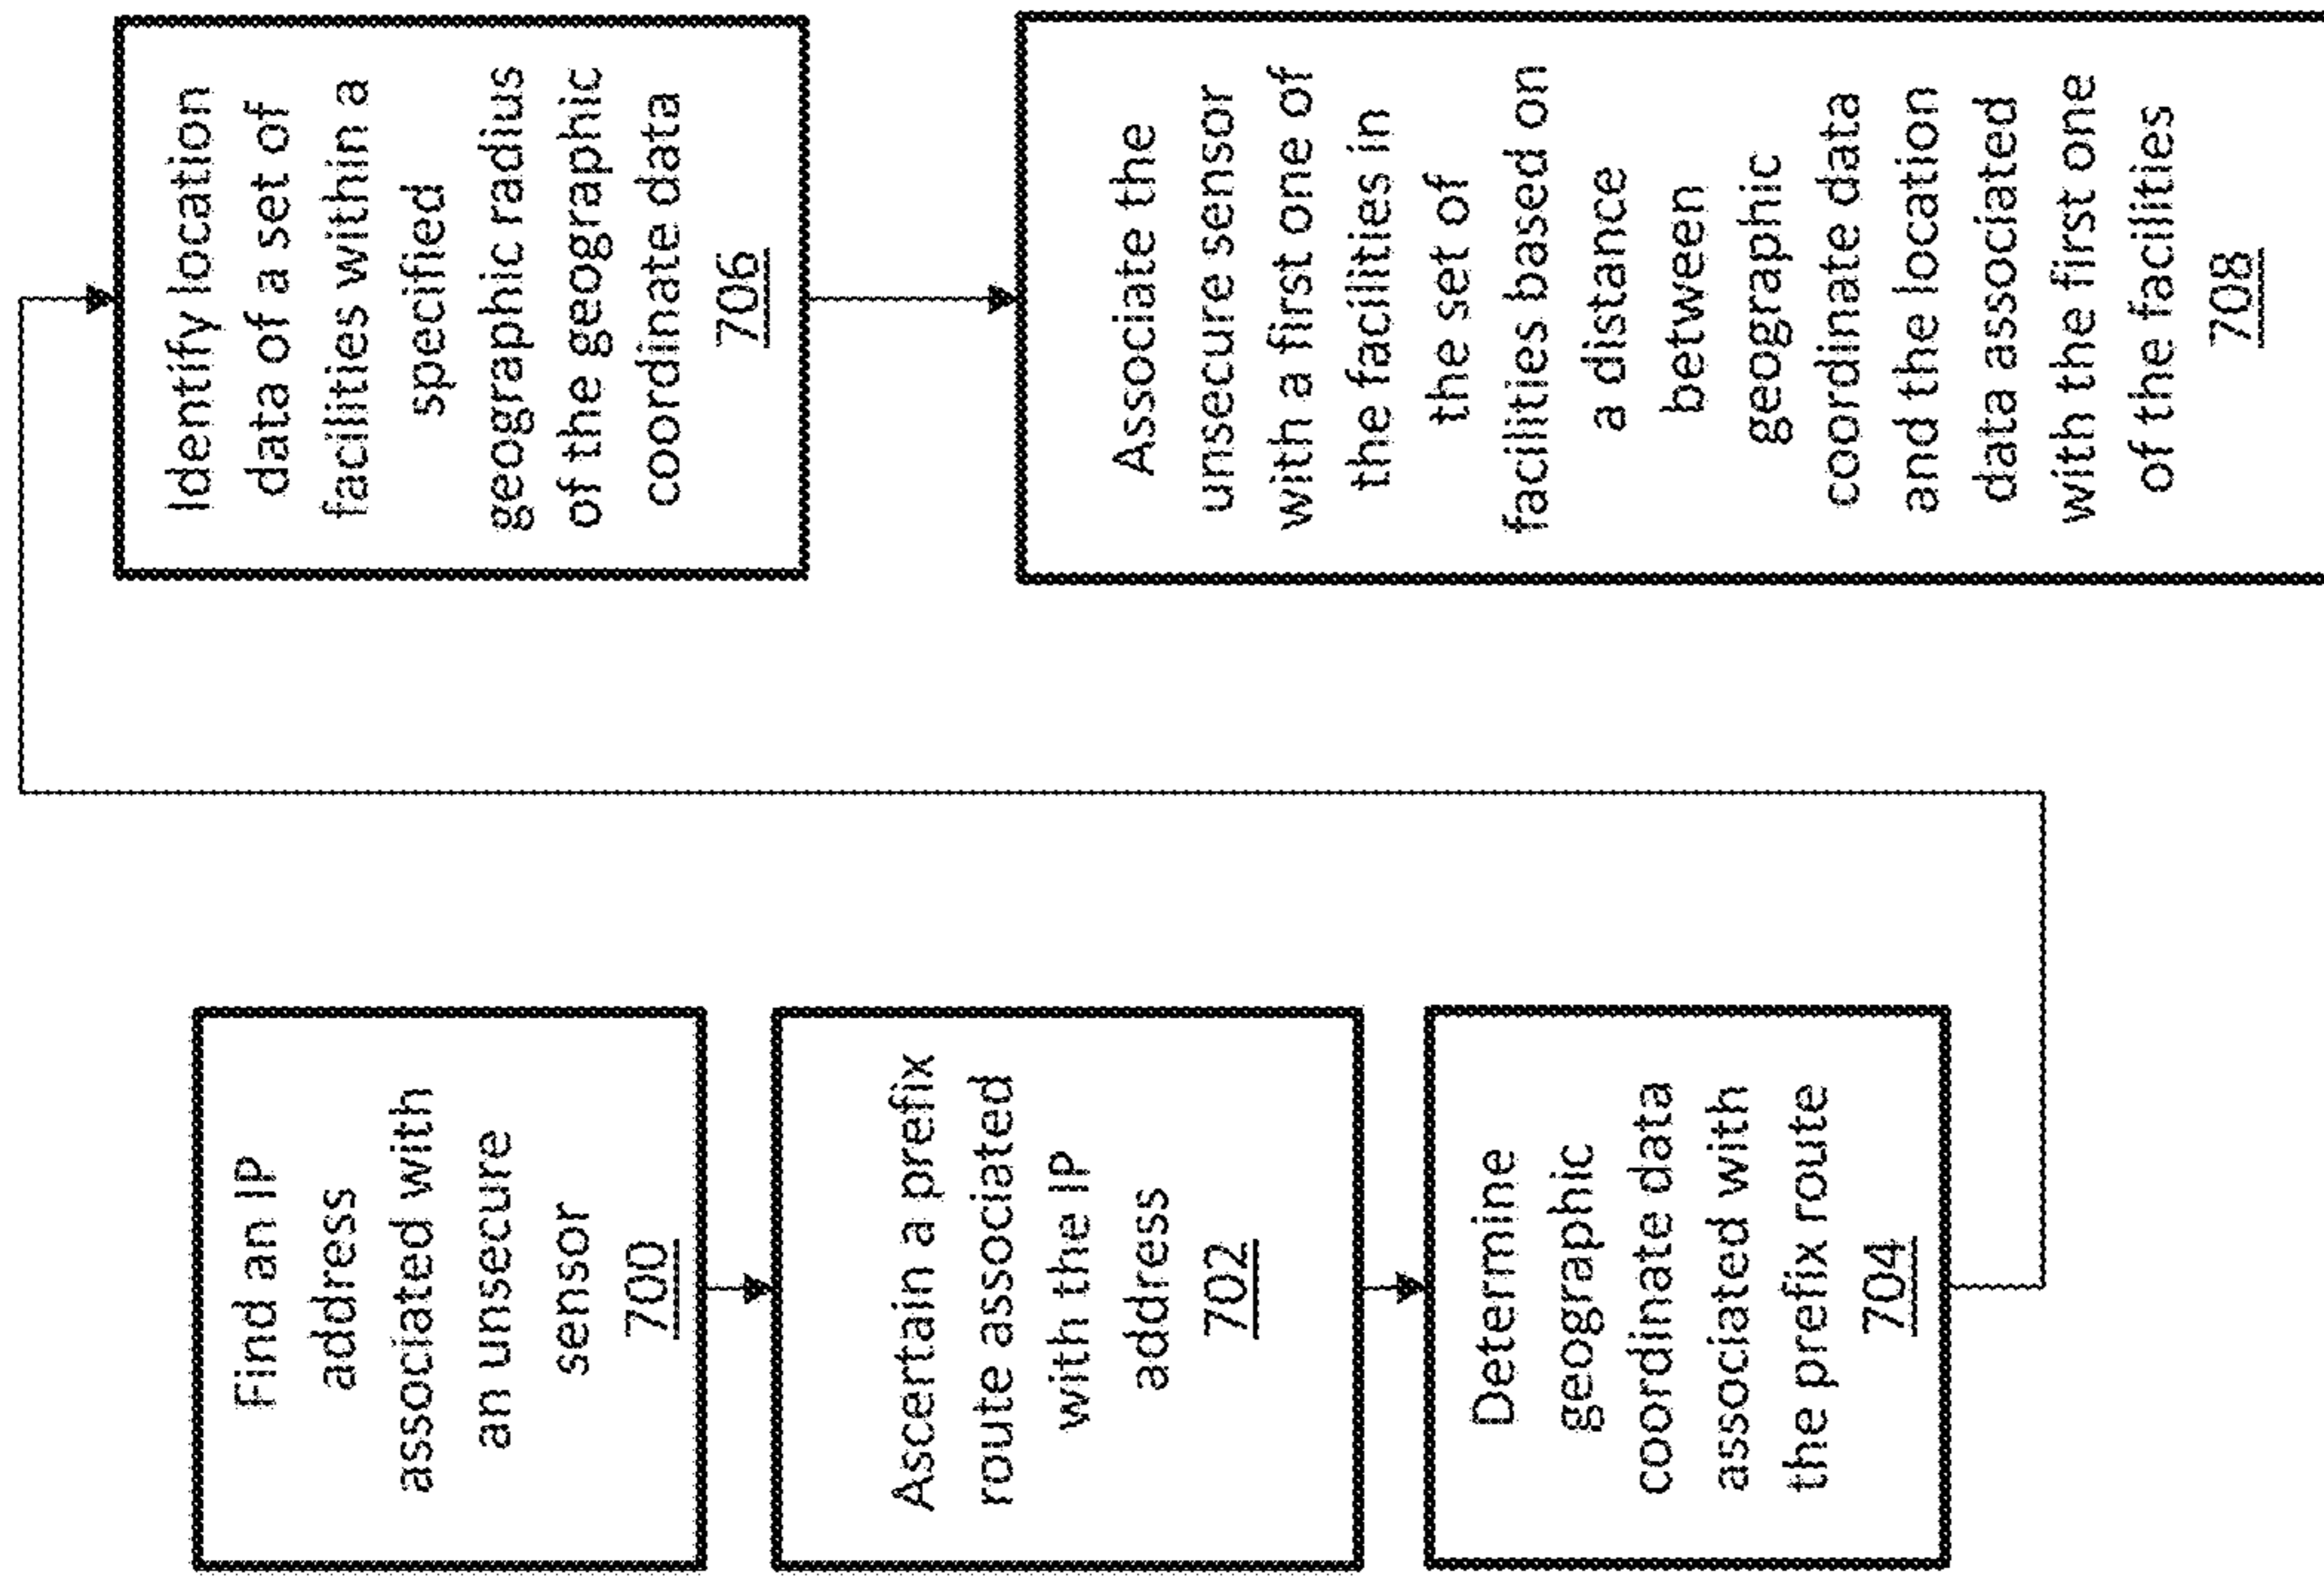 Find an IP
address
associated with
an unsecure
sensor
700
Ascertain a prefix
route associated
with the IP
address
702
Determine
geographic
coordinate data
associated with
the prefix route
704
Identify location
data of a set of
facilities within a
specified
geographic radius
of the geographic
coordinate data
706
Associate the
unsecure sensor
with a first one of
the facilities in
the set of
facilities based on
a distance
between
geographic
coordinate data
and the location
data associated
with the first one
of the facilities
708